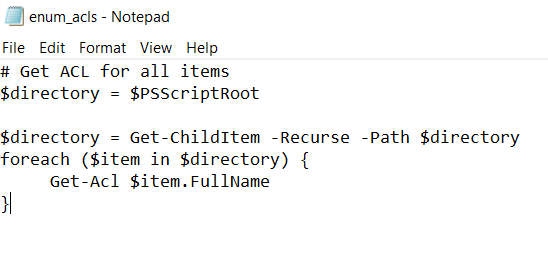 enum_acls - Notepad
File Edit Format View Help
# Get ACL for all items
$directory = $PSScriptRoot

$directory = Get-ChildItem -Recurse -Path $directory
foreach ($item in $directory) {
     Get-Acl $item.FullName
}